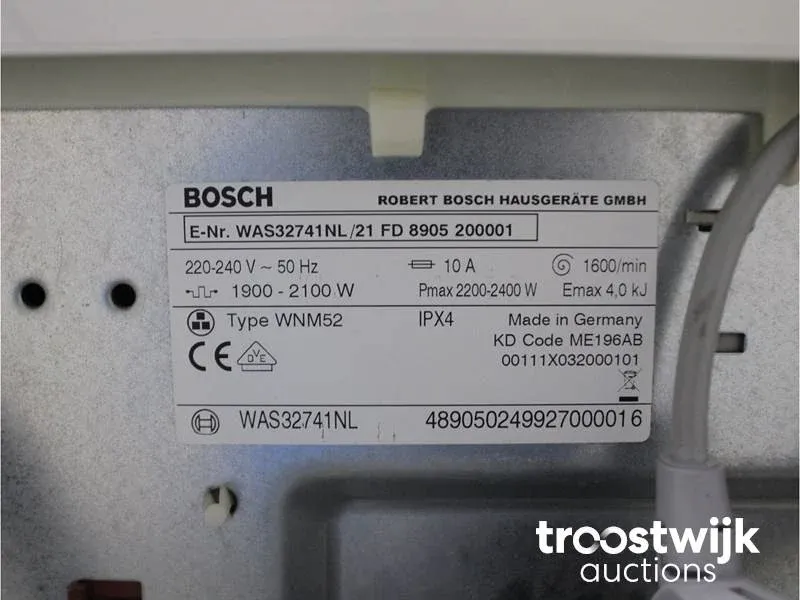 BOSCH ROBERT BOSCH HAUSGERÄTE GMBH
E-Nr. WAS32741NL/21 FD 8905 200001
220-240 V ~ 50 Hz 10 A 1600/min
1900 - 2100 W Pmax 2200-2400 W Emax 4,0 kJ
Type WNM52 IPX4 Made in Germany
KD Code ME196AB
CE DVE 00111X032000101
WAS32741NL 489050249927000016
troostwijk
auctions